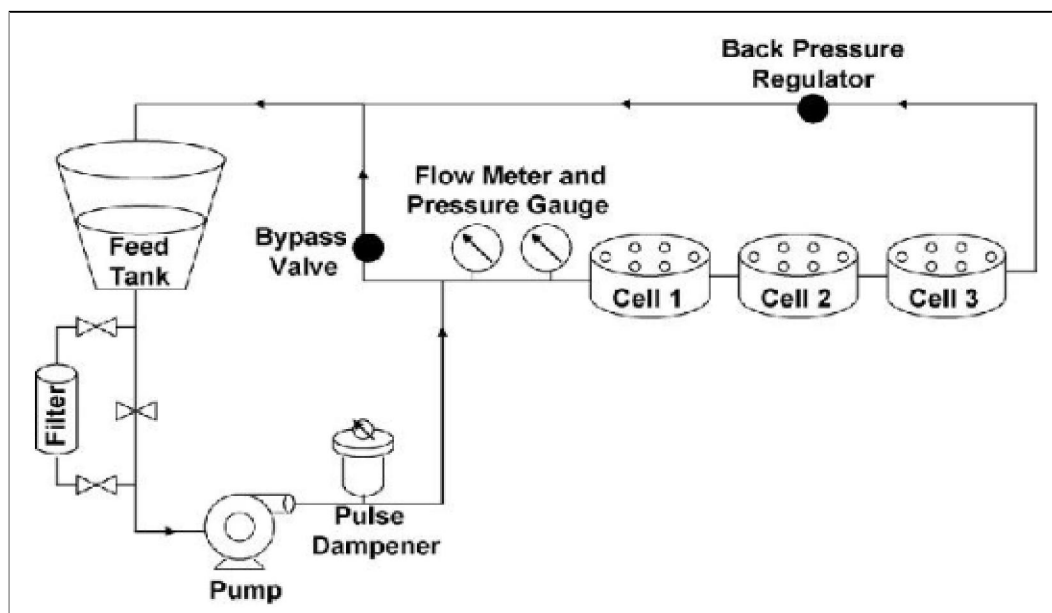 Back Pressure
Regulator
Flow Meter and
Pressure Gauge
Bypass
Valve
Feed
Tank
Cell 1
Cell 2
Cell 3
Filter
Pulse
Dampener
Pump